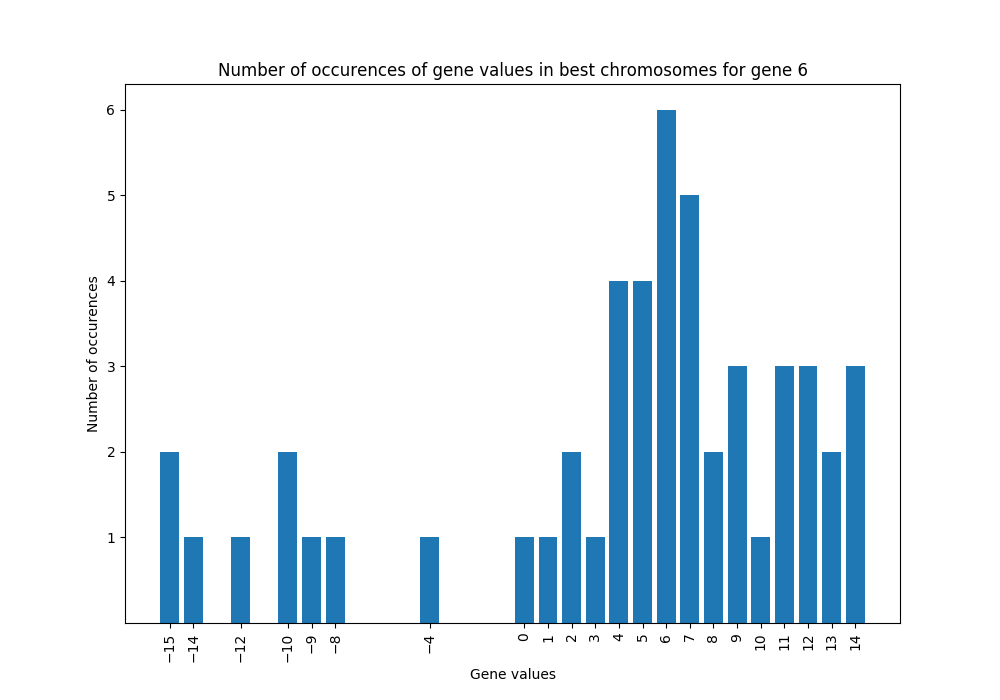 Number of occurences of gene values in best chromosomes for gene 6
6
5
4
3
2
1
Number of occurences
−15 −14 −12 −10 −9 −8 −4 0 1 2 3 4 5 6 7 8 9 10 11 12 13 14
Gene values